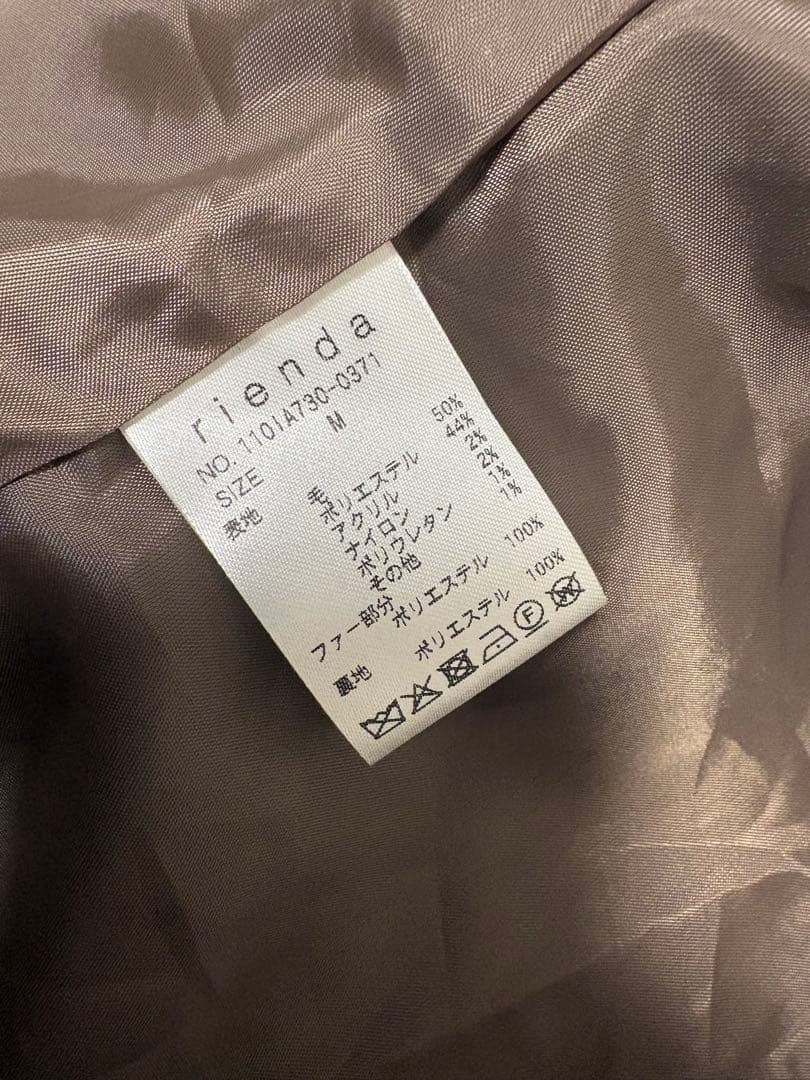 rienda
NO. 110IA730-0371
SIZE M
表地 毛 50%
ポリエステル 44%
アクリル 2%
ナイロン 2%
ポリウレタン 1%
その他 1%
ファー部分 ポリエステル 100%
裏地 ポリエステル 100%
F W